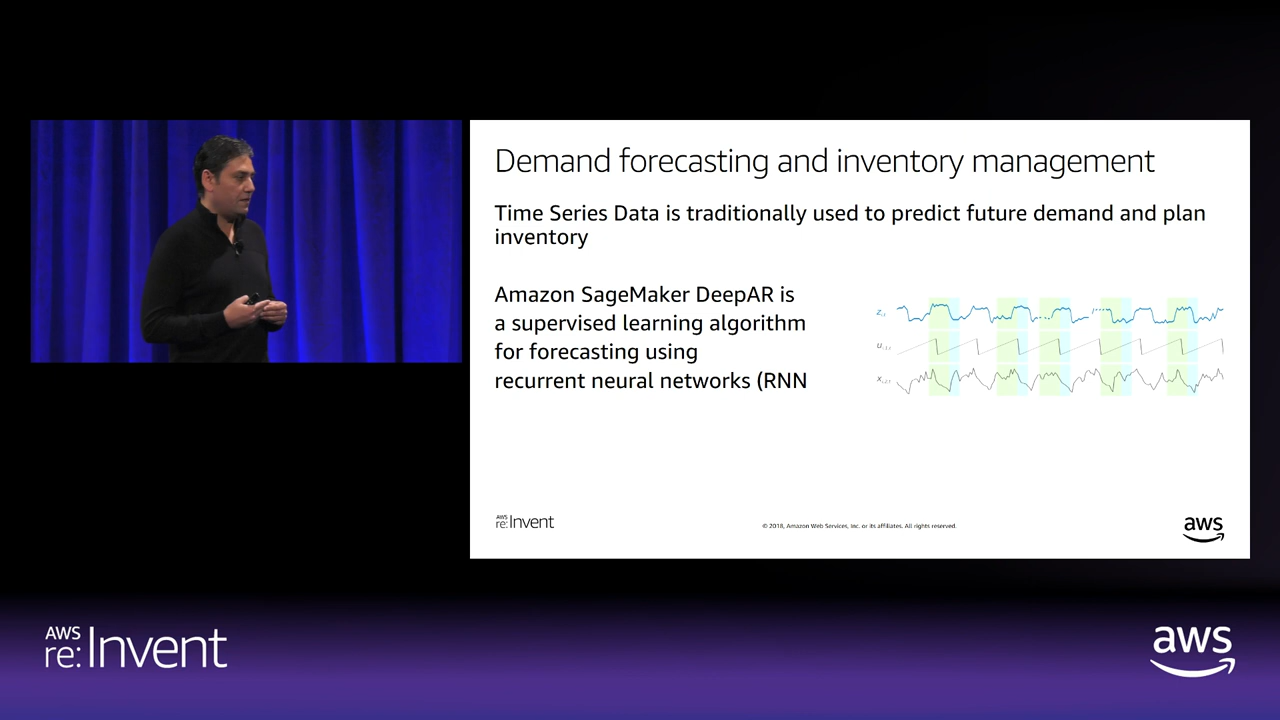 Demand forecasting and inventory management
Time Series Data is traditionally used to predict future demand and plan
inventory
Amazon SageMaker DeepAR is
a supervised learning algorithm
for forecasting using
recurrent neural networks (RNN
AWS
re:Invent
© 2018, Amazon Web Services, Inc. or its affiliates. All rights reserved.
aws
AWS
re:Invent
aws